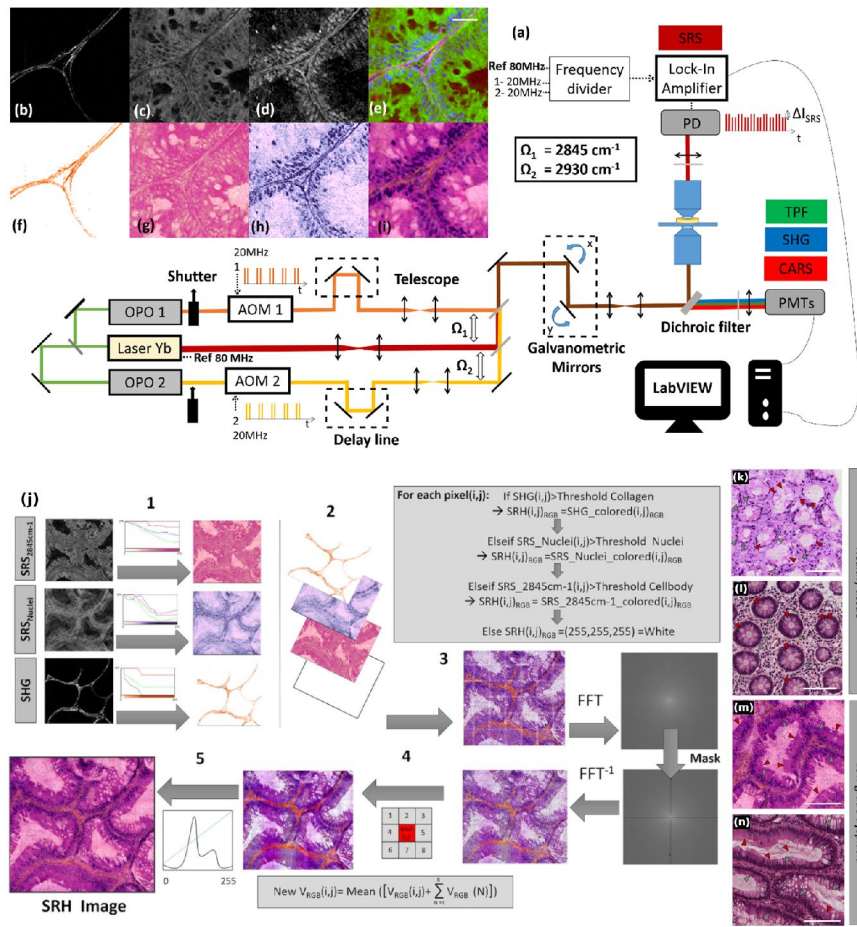 (b)
(c)
(d)
(e)
(f)
(g)
(h)
(i)
(a)
SRS
Ref 80MHz
1- 20MHz
2- 20MHz
Frequency
divider
Lock-In
Amplifier
PD
ΔI_SRS
t
Ω₁ = 2845 cm⁻¹
Ω₂ = 2930 cm⁻¹
TPF
SHG
CARS
PMTs
Dichroic filter
x
y
Galvanometric
Mirrors
LabVIEW
20MHz
1
t
Shutter
Telescope
OPO 1
AOM 1
Ω₁
Laser Yb
Ref 80 MHz
Ω₂
OPO 2
AOM 2
2
20MHz
t
Delay line
(j)
1
SRS2845cm-1
SRSNuclei
SHG
2
For each pixel(i,j): If SHG(i,j)>Threshold Collagen
→ SRH(i,j)RGB =SHG_colored(i,j)RGB
Elseif SRS_Nuclei(i,j)>Threshold Nuclei
→ SRH(i,j)RGB =SRS_Nuclei_colored(i,j)RGB
Elseif SRS_2845cm-1(i,j)>Threshold Cellbody
→ SRH(i,j)RGB = SRS_2845cm-1_colored(i,j)RGB
Else SRH(i,j)RGB =(255,255,255) =White
3
FFT
Mask
FFT⁻¹
4
1 2 3
4 5
6 7 8
5
0 255
SRH Image
New VRGB(i,j)= Mean ([VRGB(i,j)+ ∑ VRGB (N)])
(k)
(l)
(m)
(n)